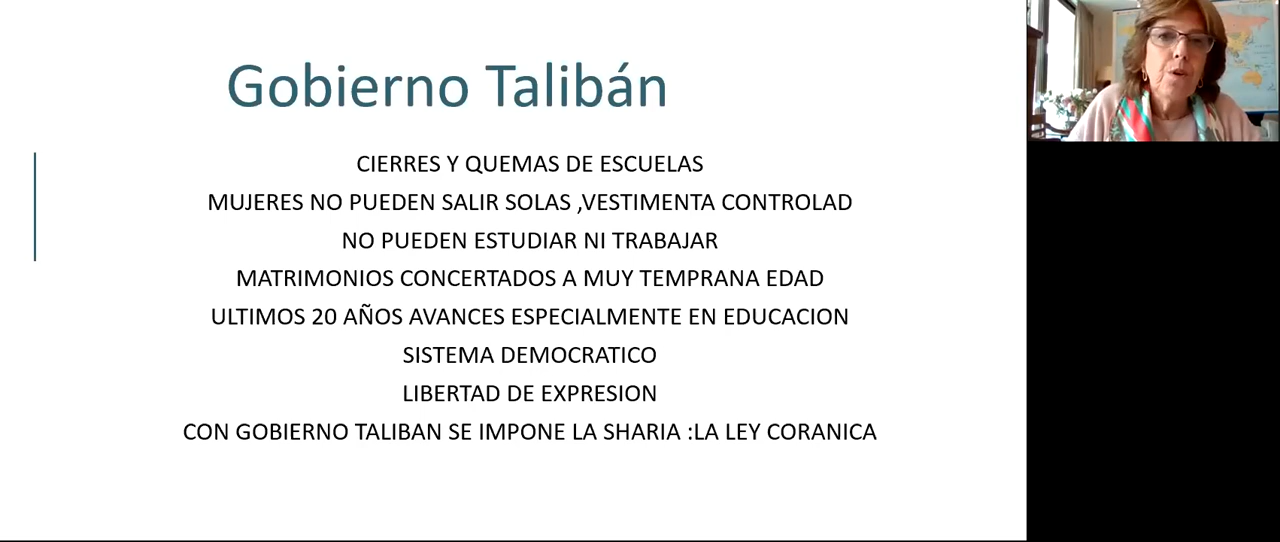 Gobierno Talibán
CIERRES Y QUEMAS DE ESCUELAS
MUJERES NO PUEDEN SALIR SOLAS ,VESTIMENTA CONTROLAD
NO PUEDEN ESTUDIAR NI TRABAJAR
MATRIMONIOS CONCERTADOS A MUY TEMPRANA EDAD
ULTIMOS 20 AÑOS AVANCES ESPECIALMENTE EN EDUCACION
SISTEMA DEMOCRATICO
LIBERTAD DE EXPRESION
CON GOBIERNO TALIBAN SE IMPONE LA SHARIA :LA LEY CORANICA